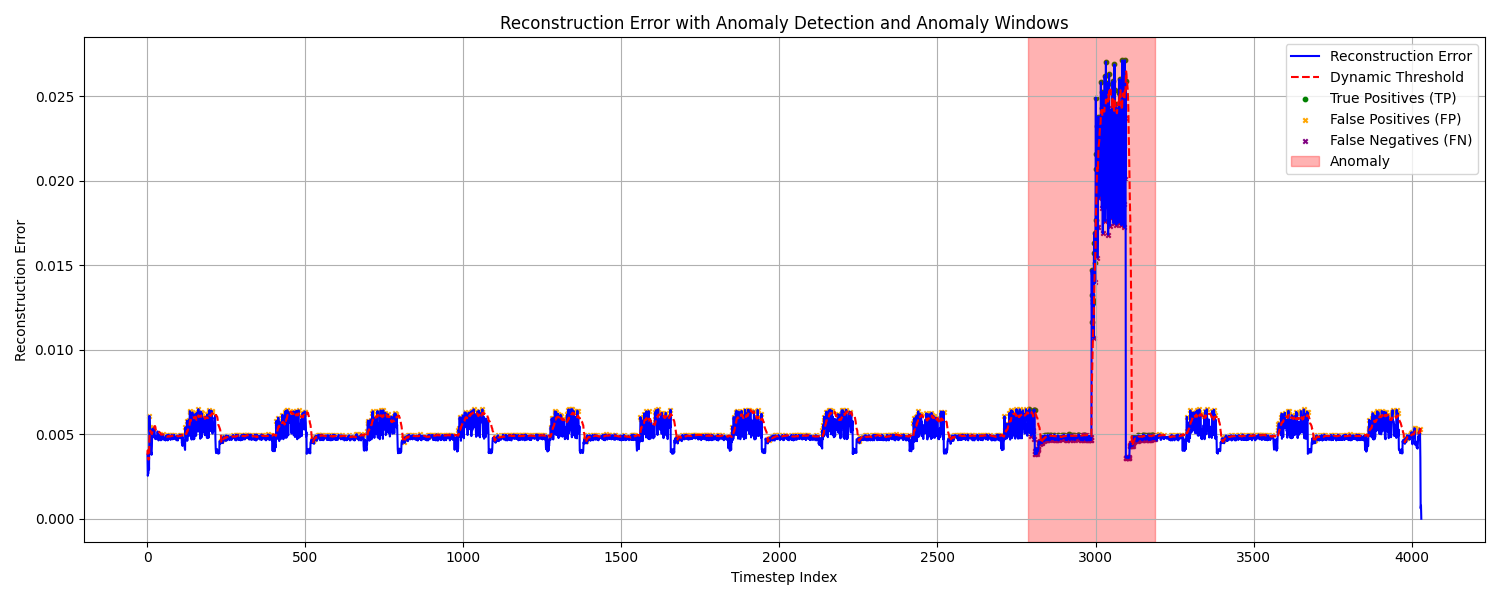 Reconstruction Error with Anomaly Detection and Anomaly Windows
Reconstruction Error
0.025
0.020
0.015
0.010
0.005
0.000
Reconstruction Error
Dynamic Threshold
True Positives (TP)
False Positives (FP)
False Negatives (FN)
Anomaly
0 500 1000 1500 2000 2500 3000 3500 4000
Timestep Index